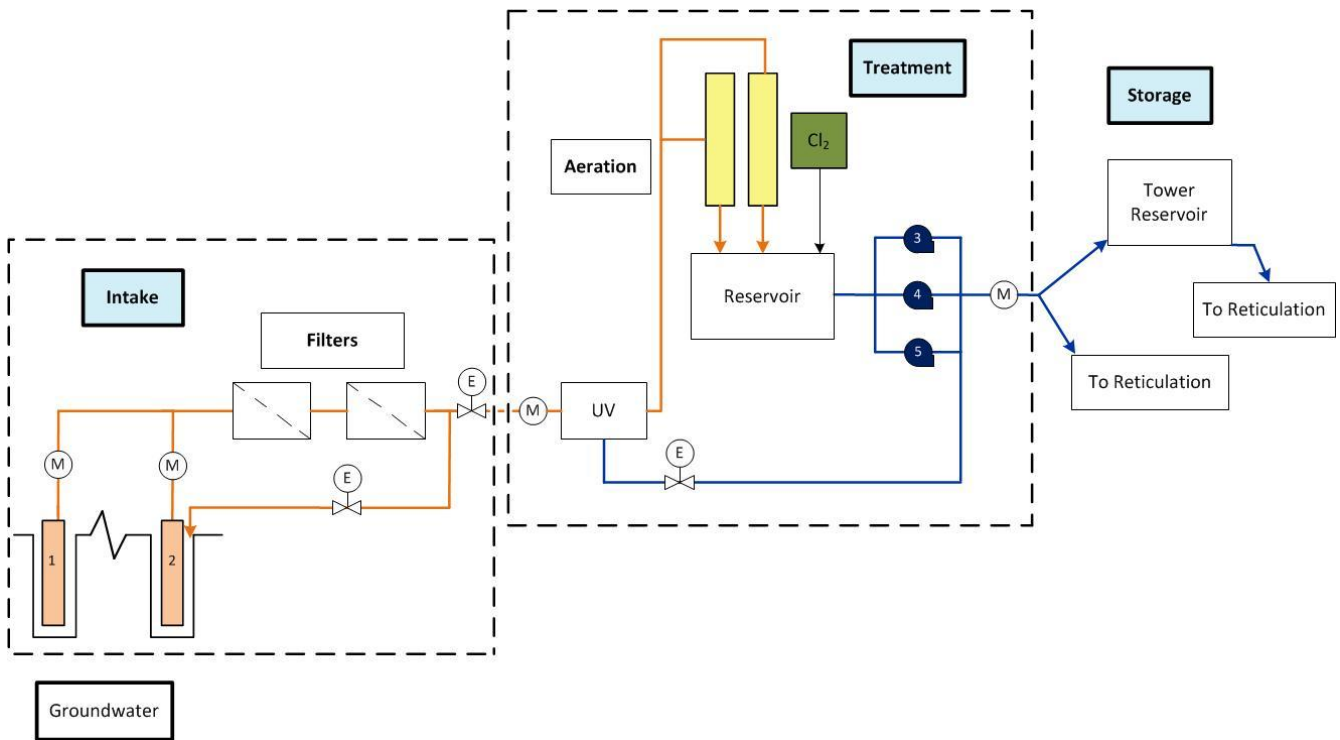 Treatment
Storage
Cl₂
Aeration
Tower
Reservoir
3
Intake
Reservoir
4
M
To Reticulation
Filters
5
To Reticulation
E
M
UV
M
M
E
E
1
2
Groundwater